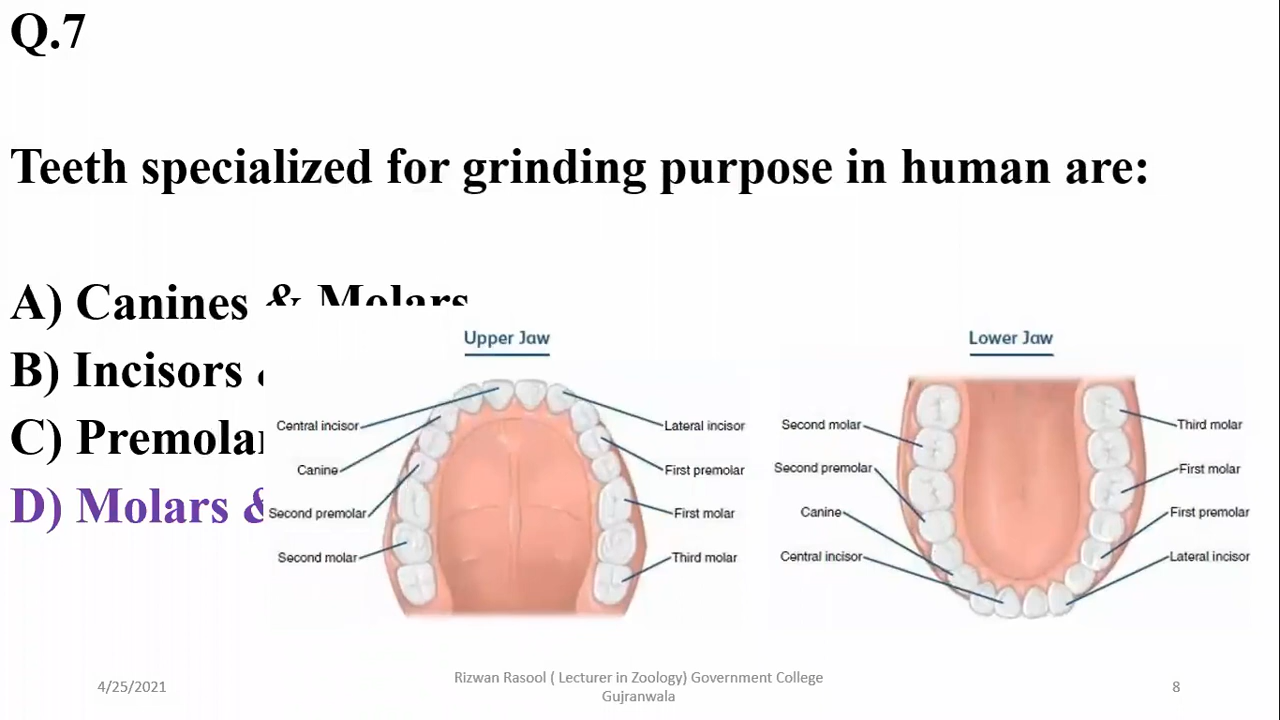 Q.7
Teeth specialized for grinding purpose in human are:
A) Canines & Molars
B) Incisors
C)
D) Molars &
Upper Jaw
Central incisor
Canine
Second premolar
Second molar
Lateral incisor
First premolar
First molar
Third molar
Lower Jaw
Second molar
Second premolar
Canine
Central incisor
Third molar
First molar
First premolar
Lateral incisor
4/25/2021
Rizwan Rasool ( Lecturer in Zoology) Government College
Gujranwala
8